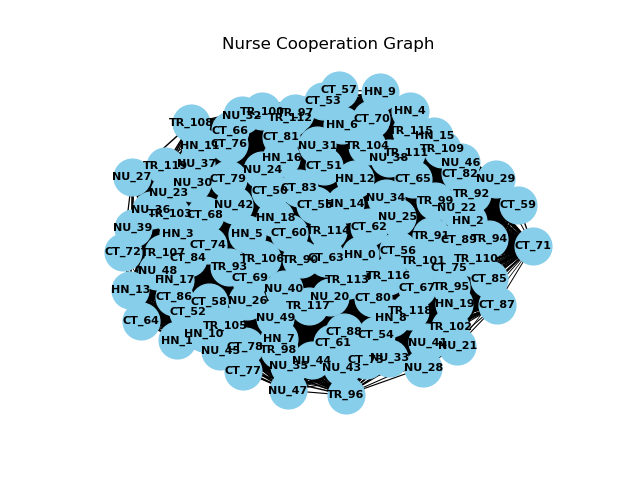 Nurse Cooperation Graph
CT_57
HN_9
CT_53
HN_4
NU_32
TR_100
TR_97
TR_112
CT_70
TR_108
HN_6
CT_66
TR_115
HN_15
CT_81
HN_11
CT_76
NU_31
TR_104
TR_111
TR_109
HN_16
NU_38
NU_46
TR_119
NU_37
CT_51
NU_24
CT_82
NU_27
NU_30
CT_79
HN_12
CT_65
NU_29
NU_23
CT_50
CT_83
TR_92
NU_34
TR_99
NU_36
TR_103
CT_68
NU_42
HN_14
CT_59
NU_22
HN_18
NU_25
HN_2
NU_39
HN_3
HN_5
CT_60
TR_114
CT_62
TR_91
CT_89
TR_94
CT_71
CT_74
CT_72
TR_107
CT_84
TR_106
TR_90
CT_63
HN_0
CT_56
TR_101
TR_110
NU_48
TR_93
CT_75
HN_17
CT_69
TR_113
TR_116
CT_85
HN_13
NU_40
CT_67
TR_95
CT_86
CT_58
NU_26
NU_20
CT_80
HN_19
CT_87
CT_64
CT_52
TR_117
TR_118
NU_49
HN_8
TR_105
TR_102
HN_1
HN_10
CT_88
CT_54
HN_7
CT_61
NU_41
NU_21
NU_45
CT_78
TR_98
NU_44
NU_33
NU_35
NU_43
NU_28
CT_77
NU_47
TR_96